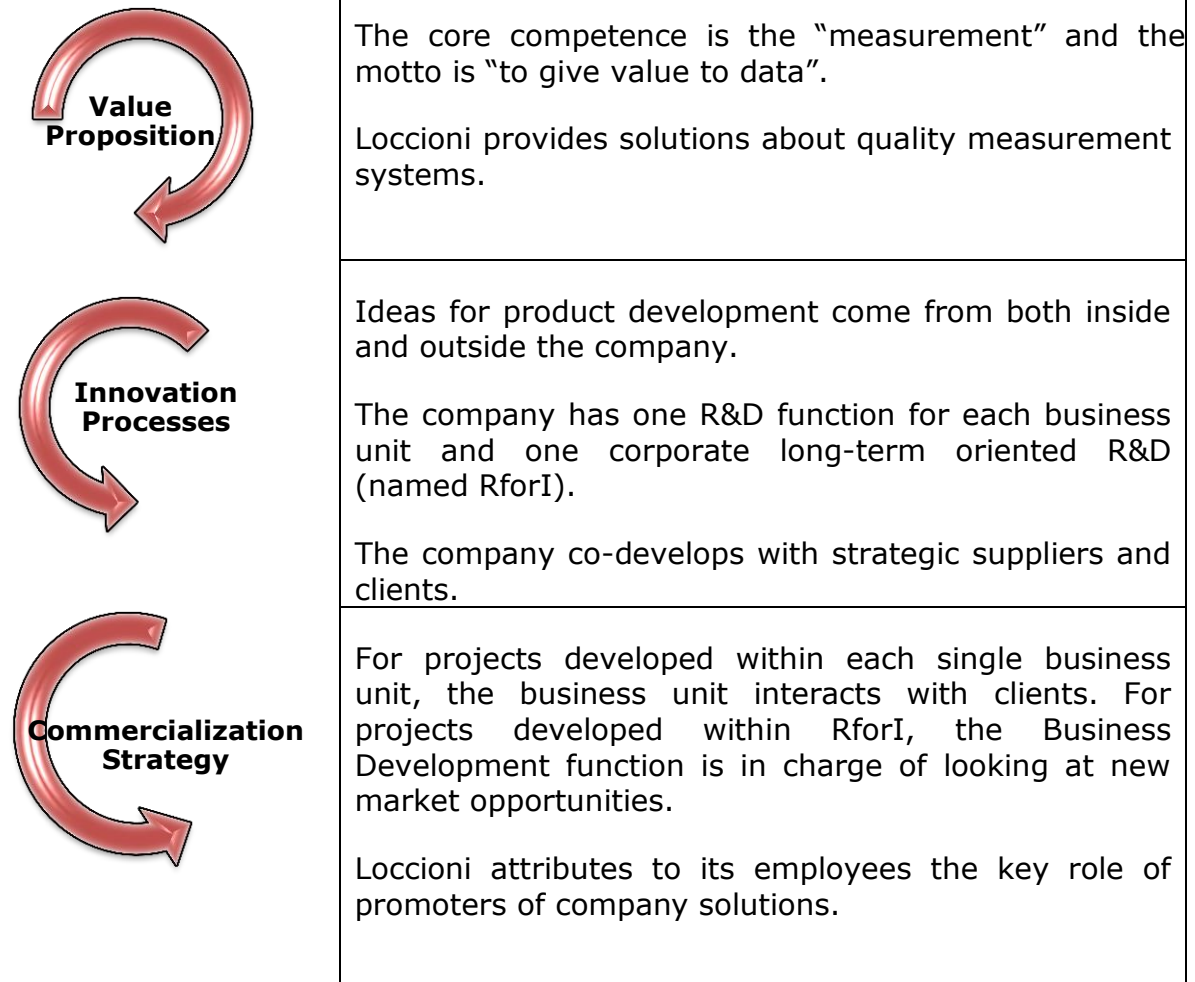 Value
Proposition
The core competence is the “measurement” and the
motto is “to give value to data”.
Loccioni provides solutions about quality measurement
systems.
Innovation
Processes
Ideas for product development come from both inside
and outside the company.
The company has one R&D function for each business
unit and one corporate long-term oriented R&D
(named RforI).
The company co-develops with strategic suppliers and
clients.
Commercialization
Strategy
For projects developed within each single business
unit, the business unit interacts with clients. For
projects developed within RforI, the Business
Development function is in charge of looking at new
market opportunities.
Loccioni attributes to its employees the key role of
promoters of company solutions.